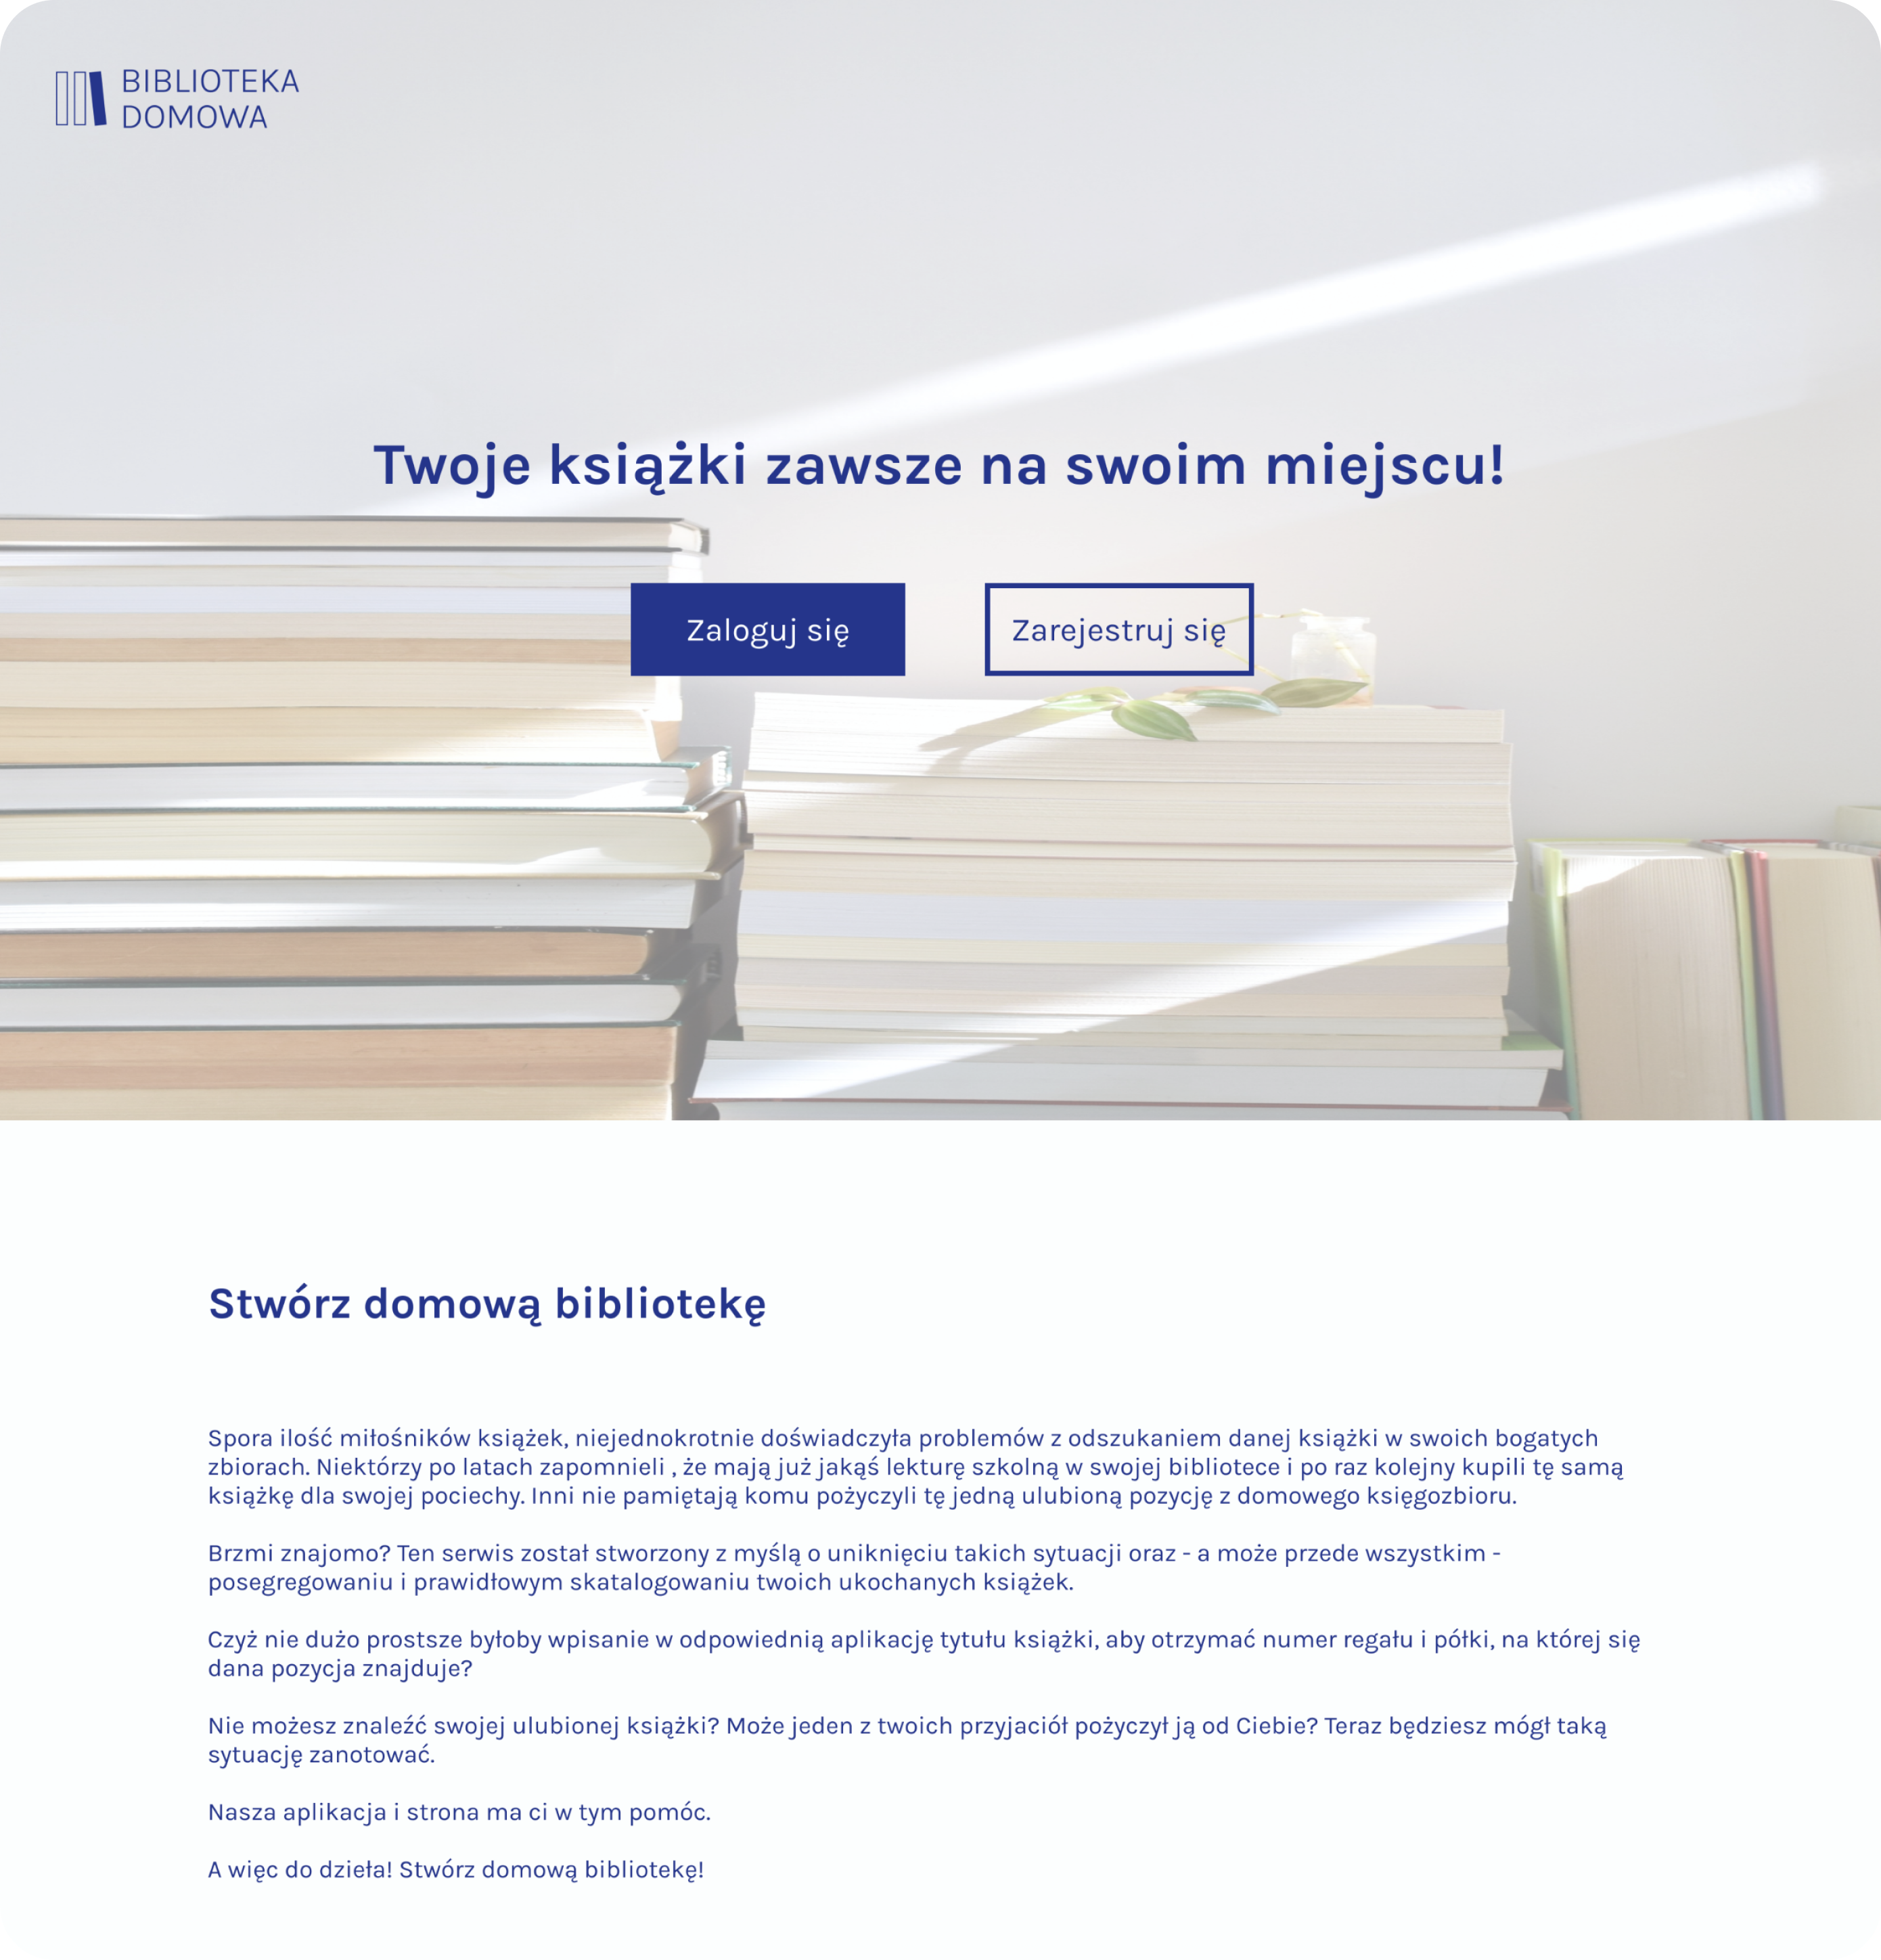 BIBLIOTEKA
DOMOWA
Twoje książki zawsze na swoim miejscu!
Zaloguj się
Zarejestruj się
Stwórz domową bibliotekę
Spora ilość miłośników książek, niejednokrotnie doświadczyła problemów z odszukaniem danej książki w swoich bogatych
zbiorach. Niektórzy po latach zapomnieli , że mają już jakąś lekturę szkolną w swojej bibliotece i po raz kolejny kupili tę samą
książkę dla swojej pociechy. Inni nie pamiętają komu pożyczyli tę jedną ulubioną pozycję z domowego księgozbioru.
Brzmi znajomo? Ten serwis został stworzony z myślą o uniknięciu takich sytuacji oraz - a może przede wszystkim -
posegregowaniu i prawidłowym skatalogowaniu twoich ukochanych książek.
Czyż nie dużo prostsze byłoby wpisanie w odpowiednią aplikację tytułu książki, aby otrzymać numer regału i półki, na której się
dana pozycja znajduje?
Nie możesz znaleźć swojej ulubionej książki? Może jeden z twoich przyjaciół pożyczył ją od Ciebie? Teraz będziesz mógł taką
sytuację zanotować.
Nasza aplikacja i strona ma ci w tym pomóc.
A więc do dzieła! Stwórz domową bibliotekę!